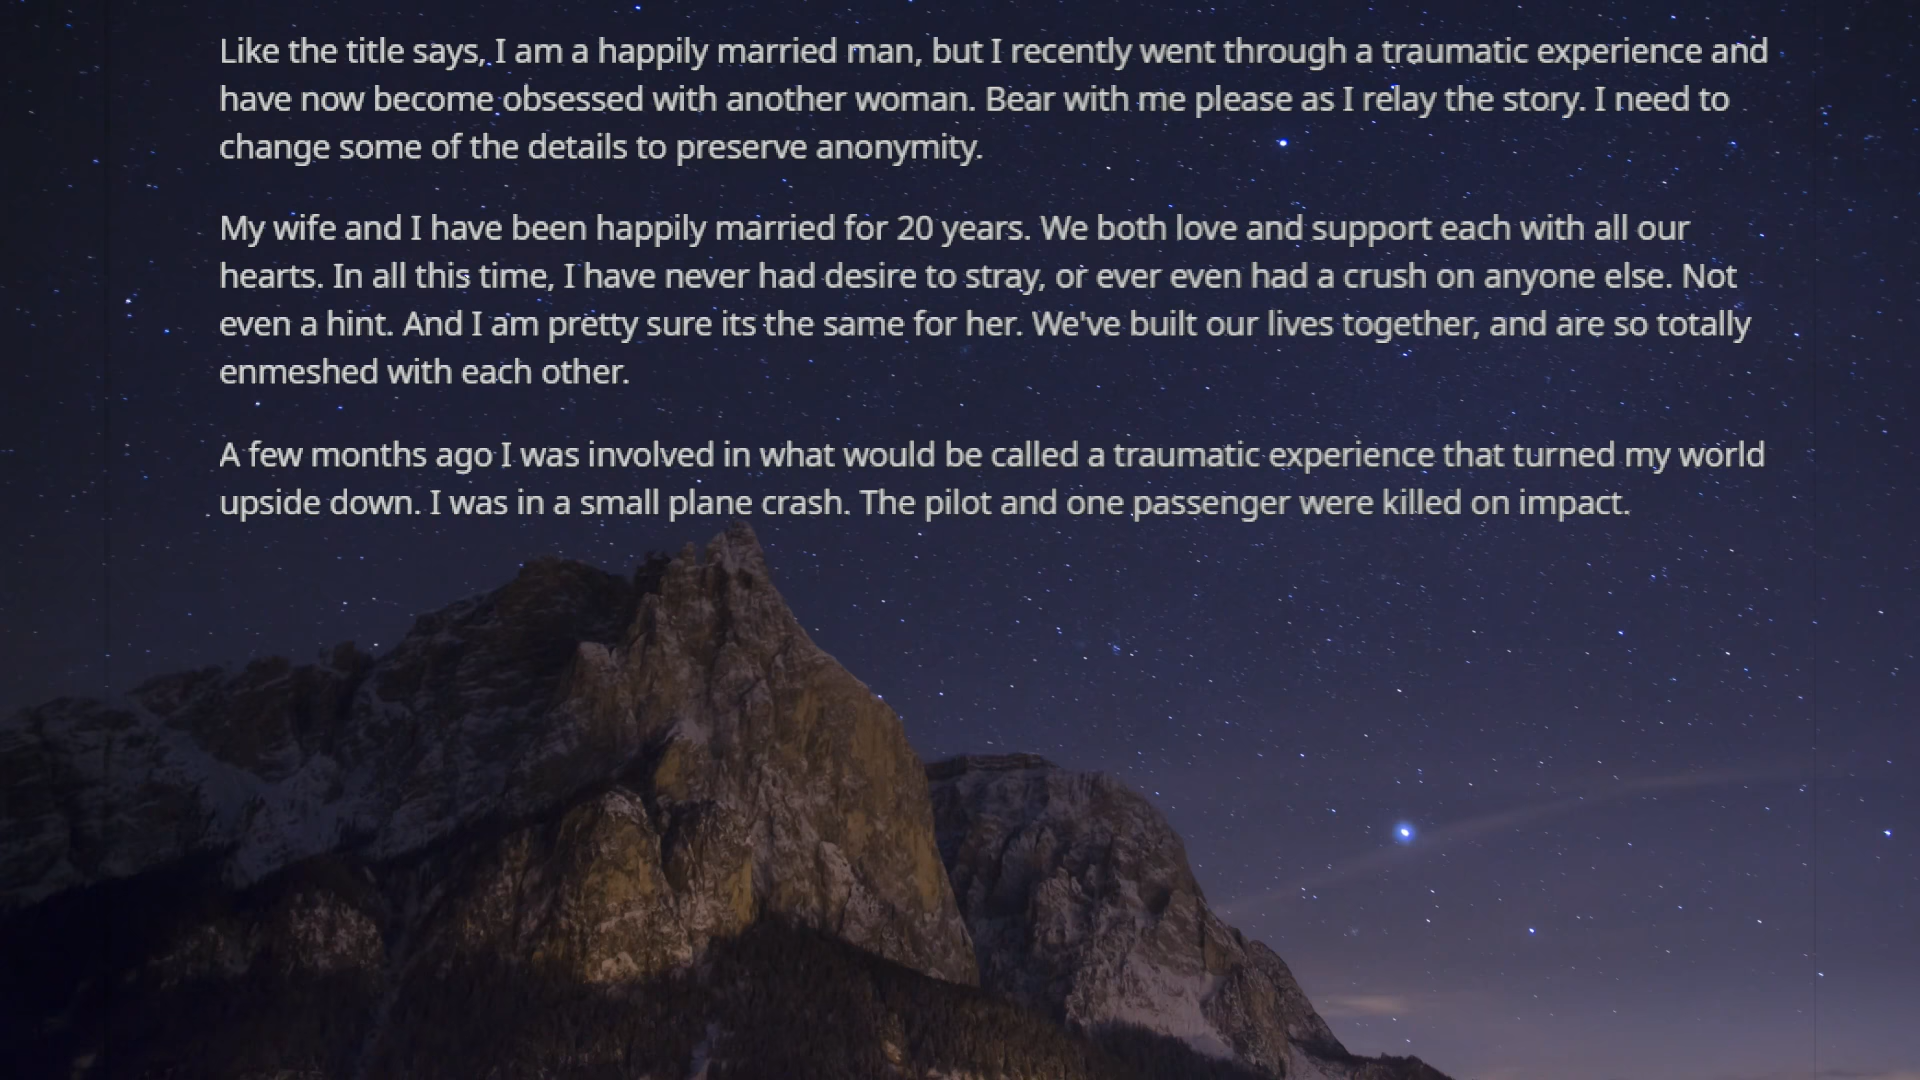 Like the title says, I am a happily married man, but I recently went through a traumatic experience and
have now become obsessed with another woman. Bear with me please as I relay the story. I need to
change some of the details to preserve anonymity.
My wife and I have been happily married for 20 years. We both love and support each with all our
hearts. In all this time, I have never had desire to stray, or ever even had a crush on anyone else. Not
even a hint. And I am pretty sure its the same for her. We've built our lives together, and are so totally
enmeshed with each other.
A few months ago I was involved in what would be called a traumatic experience that turned my world
upside down. I was in a small plane crash. The pilot and one passenger were killed on impact.